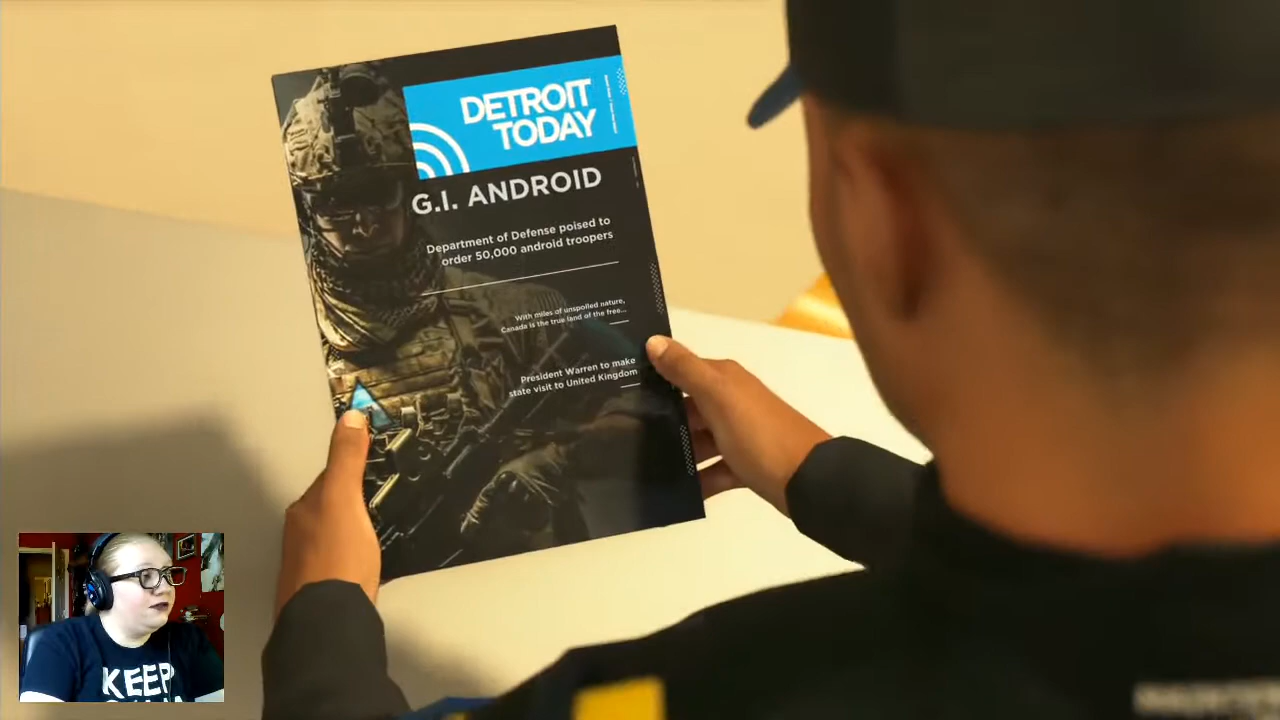 DETROIT
TODAY
G.I. ANDROID
Department of Defense poised to
order 50,000 android troopers
With miles of unspoiled nature,
Canada is the true land of the free...
President Warren to make
state visit to United Kingdom
KEEP